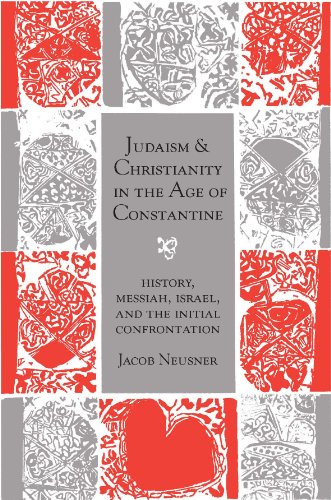 JUDAISM &
CHRISTIANITY
IN THE AGE OF
CONSTANTINE
HISTORY,
MESSIAH, ISRAEL,
AND THE INITIAL
CONFRONTATION
JACOB NEUSNER